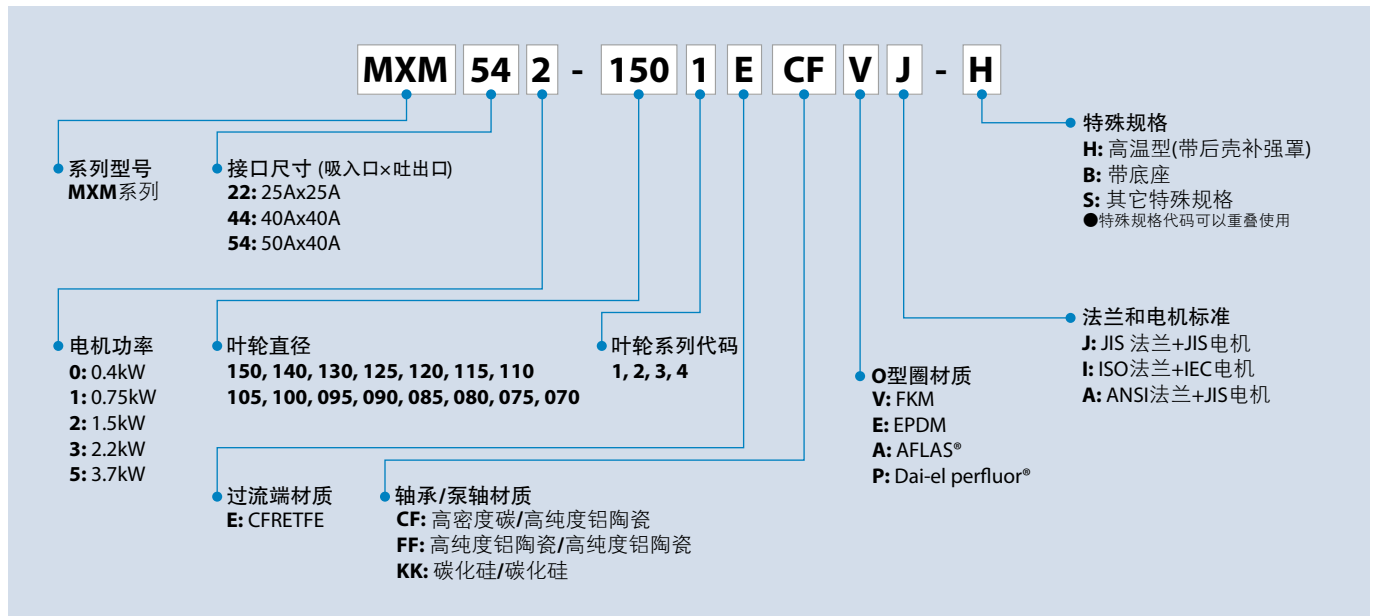 MXM 54 2 - 150 1 E CF V J - H
系列型号
MXM系列
接口尺寸 (吸入口×吐出口)
22: 25Ax25A
44: 40Ax40A
54: 50Ax40A
特殊规格
H: 高温型(带后壳补强罩)
B: 带底座
S: 其它特殊规格
●特殊规格代码可以重叠使用
电机功率
0: 0.4kW
1: 0.75kW
2: 1.5kW
3: 2.2kW
5: 3.7kW
叶轮直径
150, 140, 130, 125, 120, 115, 110
105, 100, 095, 090, 085, 080, 075, 070
叶轮系列代码
1, 2, 3, 4
O型圈材质
V: FKM
E: EPDM
A: AFLAS®
P: Dai-el perfluor®
法兰和电机标准
J: JIS 法兰+JIS电机
I: ISO法兰+IEC电机
A: ANSI法兰+JIS电机
过流端材质
E: CFRETFE
轴承/泵轴材质
CF: 高密度碳/高纯度铝陶瓷
FF: 高纯度铝陶瓷/高纯度铝陶瓷
KK: 碳化硅/碳化硅